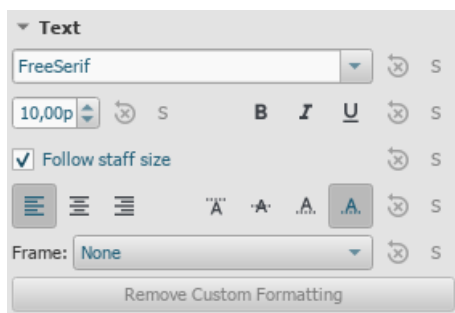 Text
FreeSerif S
10,00p S B I U S
Follow staff size S
A A A A S
Frame: None S
Remove Custom Formatting